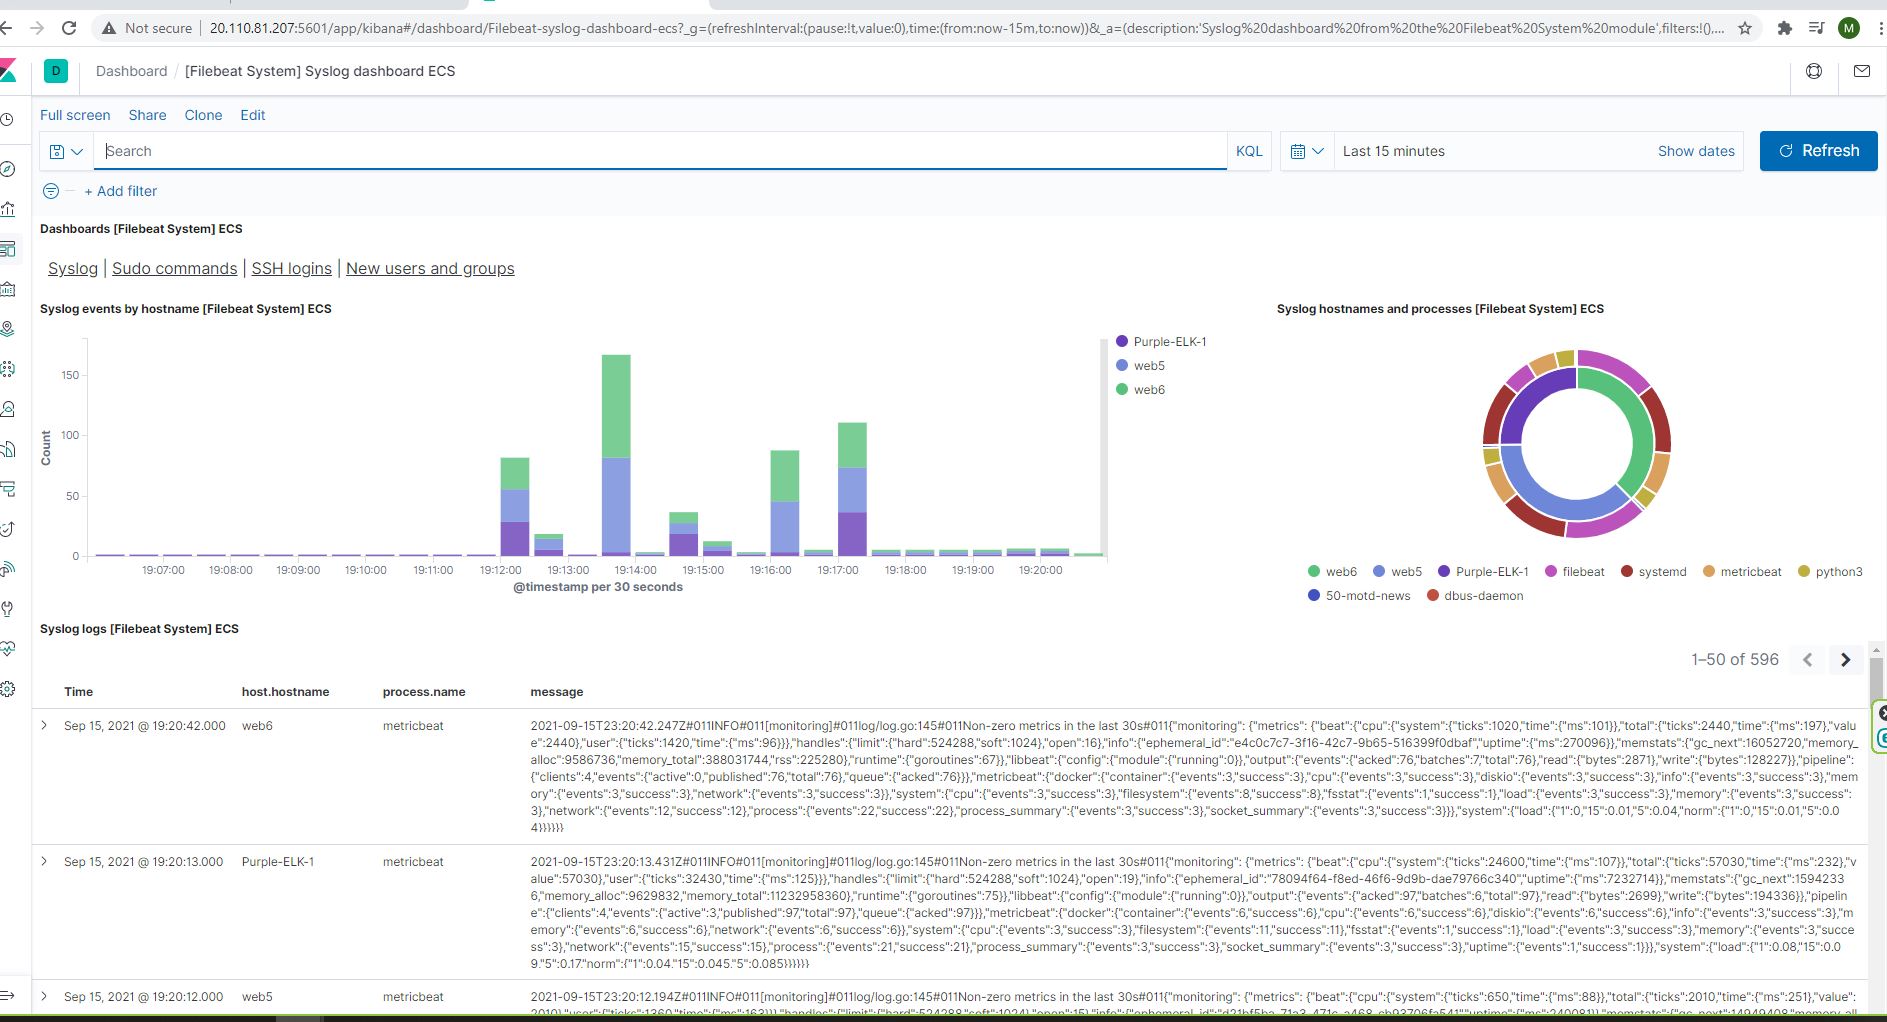 Not secure | 20.110.81.207:5601/app/kibana#/dashboard/Filebeat-syslog-dashboard-ecs?_g=(refreshInterval:(pause:!t,value:0),time:(from:now-15m,to:now))&_a=(description:'Syslog%20dashboard%20from%20the%20Filebeat%20System%20module',filters:!(),...
M
D Dashboard / [Filebeat System] Syslog dashboard ECS
Full screen Share Clone Edit
Search KQL Last 15 minutes Show dates Refresh
+ Add filter
Dashboards [Filebeat System] ECS
Syslog | Sudo commands | SSH logins | New users and groups
Syslog events by hostname [Filebeat System] ECS
150
100
50
0
Count
19:07:00 19:08:00 19:09:00 19:10:00 19:11:00 19:12:00 19:13:00 19:14:00 19:15:00 19:16:00 19:17:00 19:18:00 19:19:00 19:20:00
@timestamp per 30 seconds
Purple-ELK-1
web5
web6
Syslog hostnames and processes [Filebeat System] ECS
web6 web5 Purple-ELK-1 filebeat systemd metricbeat python3
50-motd-news dbus-daemon
Syslog logs [Filebeat System] ECS
1–50 of 596
Time host.hostname process.name message
Sep 15, 2021 @ 19:20:42.000 web6 metricbeat 2021-09-15T23:20:42.247Z#011INFO#011[monitoring]#011log/log.go:145#011Non-zero metrics in the last 30s#011{"monitoring": {"metrics": {"beat":{"cpu":{"system":{"ticks":1020,"time":{"ms":101}},"total":{"ticks":2440,"time":{"ms":197},"valu
e":2440},"user":{"ticks":1420,"time":{"ms":96}}},"handles":{"limit":{"hard":524288,"soft":1024},"open":16},"info":{"ephemeral_id":"e4c0c7c7-3f16-42c7-9b65-516399f0dbaf","uptime":{"ms":270096}},"memstats":{"gc_next":16052720,"memory_
alloc":9586736,"memory_total":388031744,"rss":225280},"runtime":{"goroutines":67}},"libbeat":{"config":{"module":{"running":0}},"output":{"events":{"acked":76,"batches":7,"total":76},"read":{"bytes":2871},"write":{"bytes":128227}},"pipeline":
{"clients":4,"events":{"active":0,"published":76,"total":76},"queue":{"acked":76}}},"metricbeat":{"docker":{"container":{"events":3,"success":3},"cpu":{"events":3,"success":3},"diskio":{"events":3,"success":3},"info":{"events":3,"success":3},"mem
ory":{"events":3,"success":3},"network":{"events":3,"success":3}},"system":{"cpu":{"events":3,"success":3},"filesystem":{"events":8,"success":8},"fsstat":{"events":1,"success":1},"load":{"events":3,"success":3},"memory":{"events":3,"success":
3},"network":{"events":12,"success":12},"process":{"events":22,"success":22},"process_summary":{"events":3,"success":3},"socket_summary":{"events":3,"success":3}}},"system":{"load":{"1":0,"15":0.01,"5":0.04,"norm":{"1":0,"15":0.01,"5":0.0
4}}}}}}
Sep 15, 2021 @ 19:20:13.000 Purple-ELK-1 metricbeat 2021-09-15T23:20:13.431Z#011INFO#011[monitoring]#011log/log.go:145#011Non-zero metrics in the last 30s#011{"monitoring": {"metrics": {"beat":{"cpu":{"system":{"ticks":24600,"time":{"ms":107}},"total":{"ticks":57030,"time":{"ms":232},"v
alue":57030},"user":{"ticks":32430,"time":{"ms":125}}},"handles":{"limit":{"hard":524288,"soft":1024},"open":19},"info":{"ephemeral_id":"78094f64-f8ed-46f6-9d9b-dae79766c340","uptime":{"ms":7232714}},"memstats":{"gc_next":1594233
6,"memory_alloc":9629832,"memory_total":11232958360},"runtime":{"goroutines":75}},"libbeat":{"config":{"module":{"running":0}},"output":{"events":{"acked":97,"batches":6,"total":97},"read":{"bytes":2699},"write":{"bytes":194336}},"pipelin
e":{"clients":4,"events":{"active":3,"published":97,"total":97},"queue":{"acked":97}}},"metricbeat":{"docker":{"container":{"events":6,"success":6},"cpu":{"events":6,"success":6},"diskio":{"events":6,"success":6},"info":{"events":3,"success":3},"m
emory":{"events":6,"success":6},"network":{"events":6,"success":6}},"system":{"cpu":{"events":3,"success":3},"filesystem":{"events":11,"success":11},"fsstat":{"events":1,"success":1},"load":{"events":3,"success":3},"memory":{"events":3,"succe
ss":3},"network":{"events":15,"success":15},"process":{"events":21,"success":21},"process_summary":{"events":3,"success":3},"socket_summary":{"events":3,"success":3},"uptime":{"events":1,"success":1}}},"system":{"load":{"1":0.08,"15":0.0
9,"5":0.17,"norm":{"1":0.04,"15":0.045,"5":0.085}}}}}}
Sep 15, 2021 @ 19:20:12.000 web5 metricbeat 2021-09-15T23:20:12.194Z#011INFO#011[monitoring]#011log/log.go:145#011Non-zero metrics in the last 30s#011{"monitoring": {"metrics": {"beat":{"cpu":{"system":{"ticks":650,"time":{"ms":88}},"total":{"ticks":2010,"time":{"ms":251},"value"